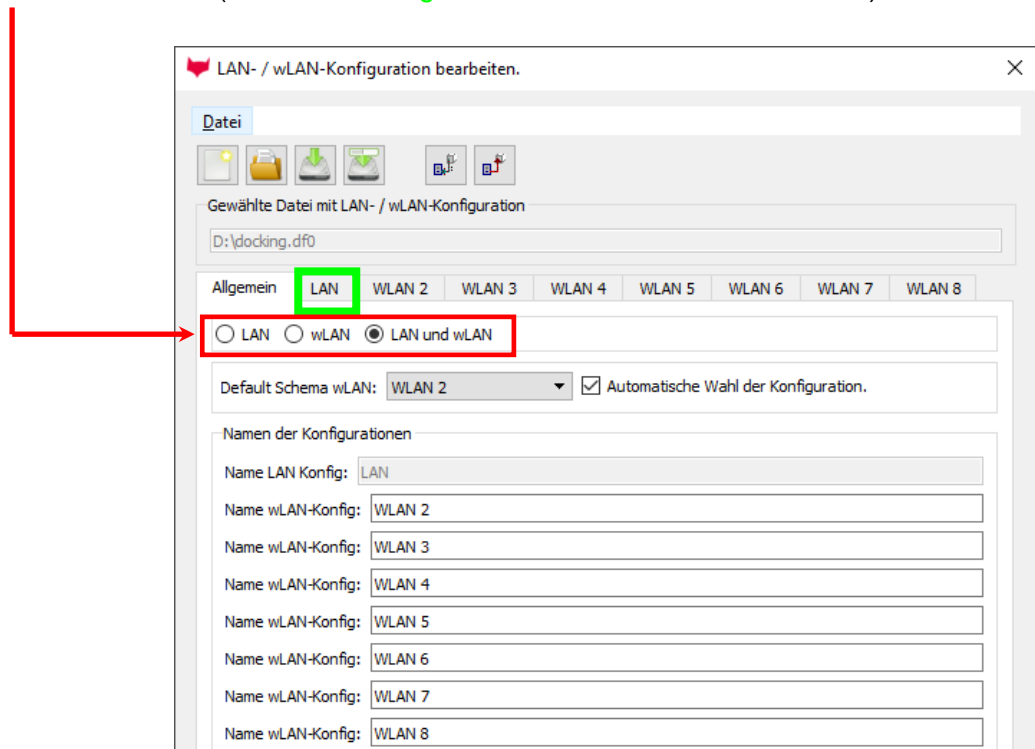 LAN- / wLAN-Konfiguration bearbeiten.
Datei
Gewählte Datei mit LAN- / wLAN-Konfiguration
D:\docking.df0
Allgemein LAN WLAN 2 WLAN 3 WLAN 4 WLAN 5 WLAN 6 WLAN 7 WLAN 8
LAN wLAN LAN und wLAN
Default Schema wLAN: WLAN 2 Automatische Wahl der Konfiguration.
Namen der Konfigurationen
Name LAN Konfig: LAN
Name wLAN-Konfig: WLAN 2
Name wLAN-Konfig: WLAN 3
Name wLAN-Konfig: WLAN 4
Name wLAN-Konfig: WLAN 5
Name wLAN-Konfig: WLAN 6
Name wLAN-Konfig: WLAN 7
Name wLAN-Konfig: WLAN 8